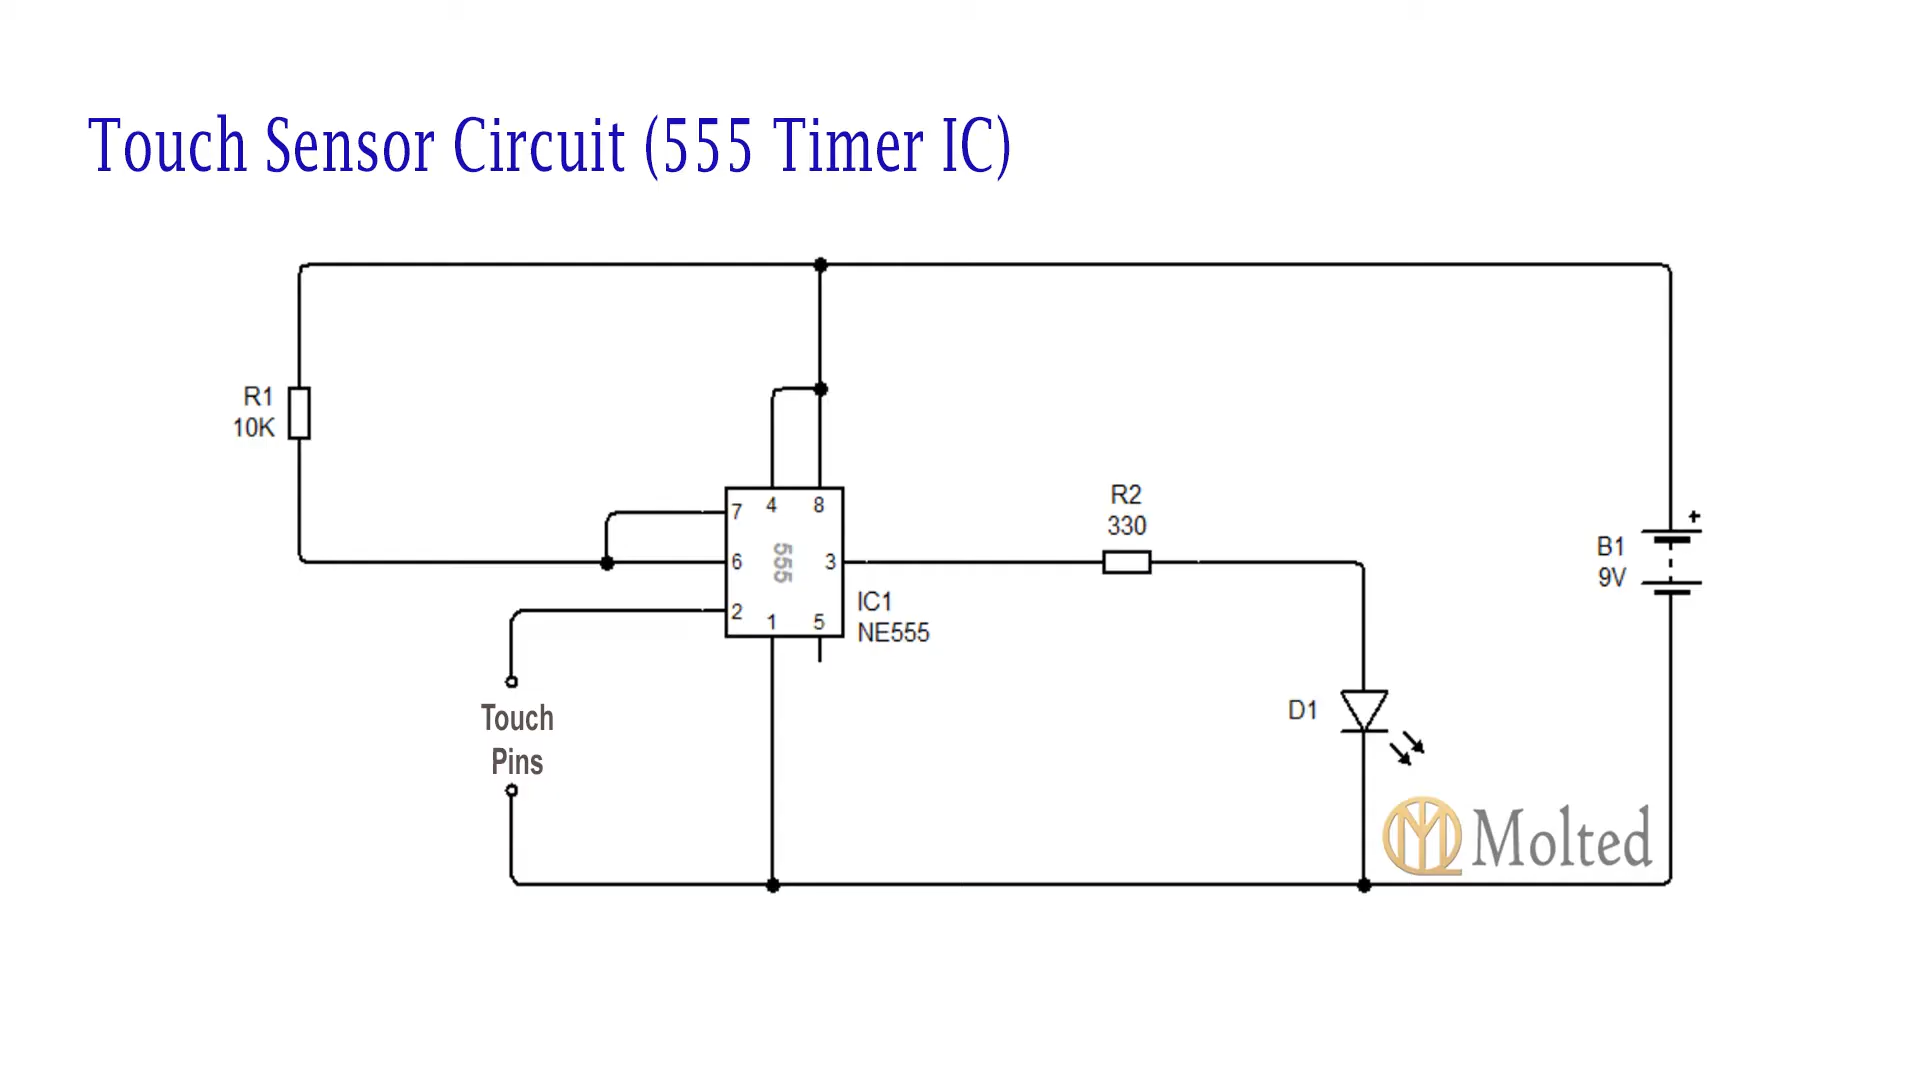 Touch Sensor Circuit (555 Timer IC)
R1
10K
7
4
8
6
555
3
2
1
5
IC1
NE555
R2
330
+
B1
9V
Touch
Pins
D1
Molted